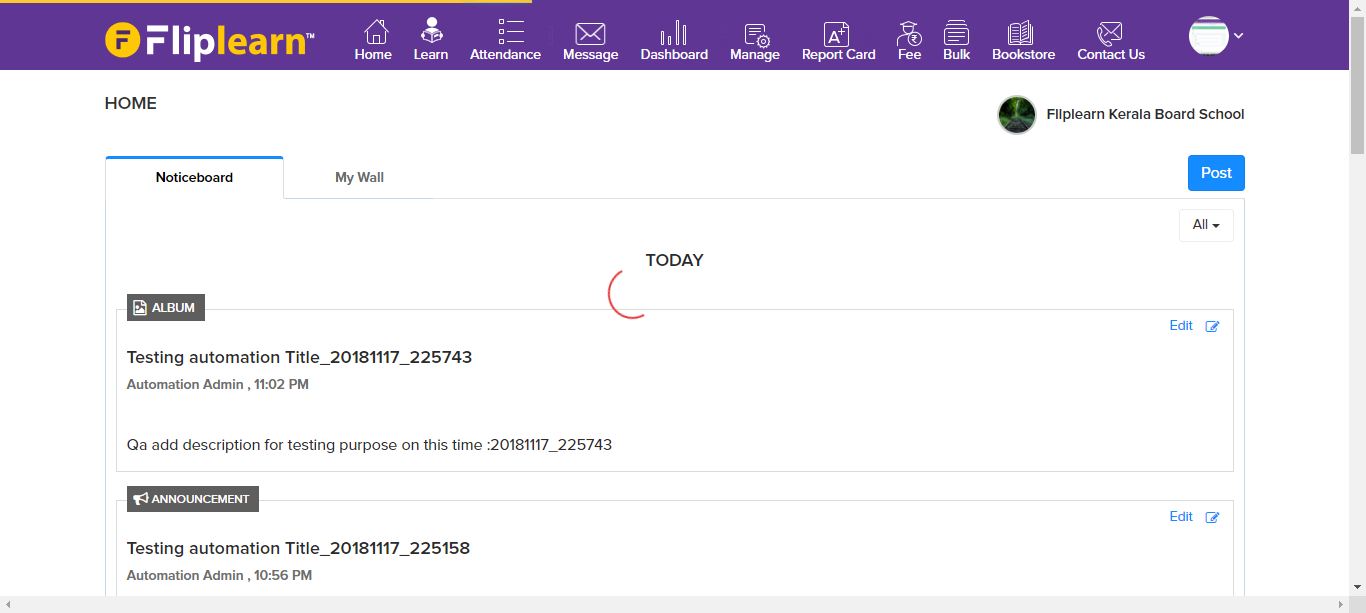 Fliplearn™
Home Learn Attendance Message Dashboard Manage Report Card Fee Bulk Bookstore Contact Us
HOME
Fliplearn Kerala Board School
Noticeboard My Wall Post
All
TODAY
ALBUM
Edit
Testing automation Title_20181117_225743
Automation Admin , 11:02 PM
Qa add description for testing purpose on this time :20181117_225743
ANNOUNCEMENT
Edit
Testing automation Title_20181117_225158
Automation Admin , 10:56 PM